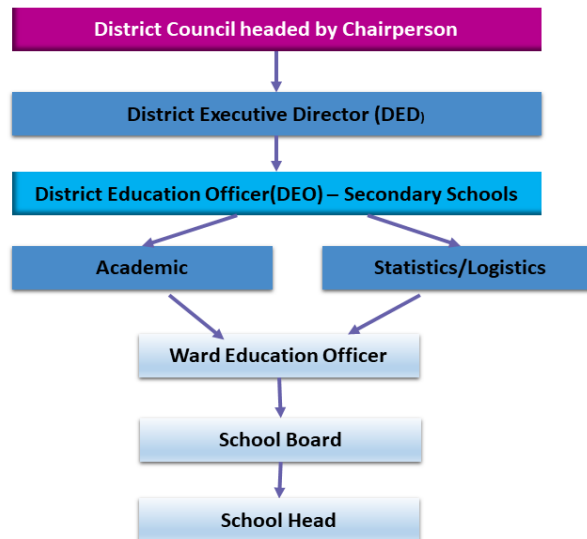 District Council headed by Chairperson
District Executive Director (DED)
District Education Officer(DEO) – Secondary Schools
Academic
Statistics/Logistics
Ward Education Officer
School Board
School Head